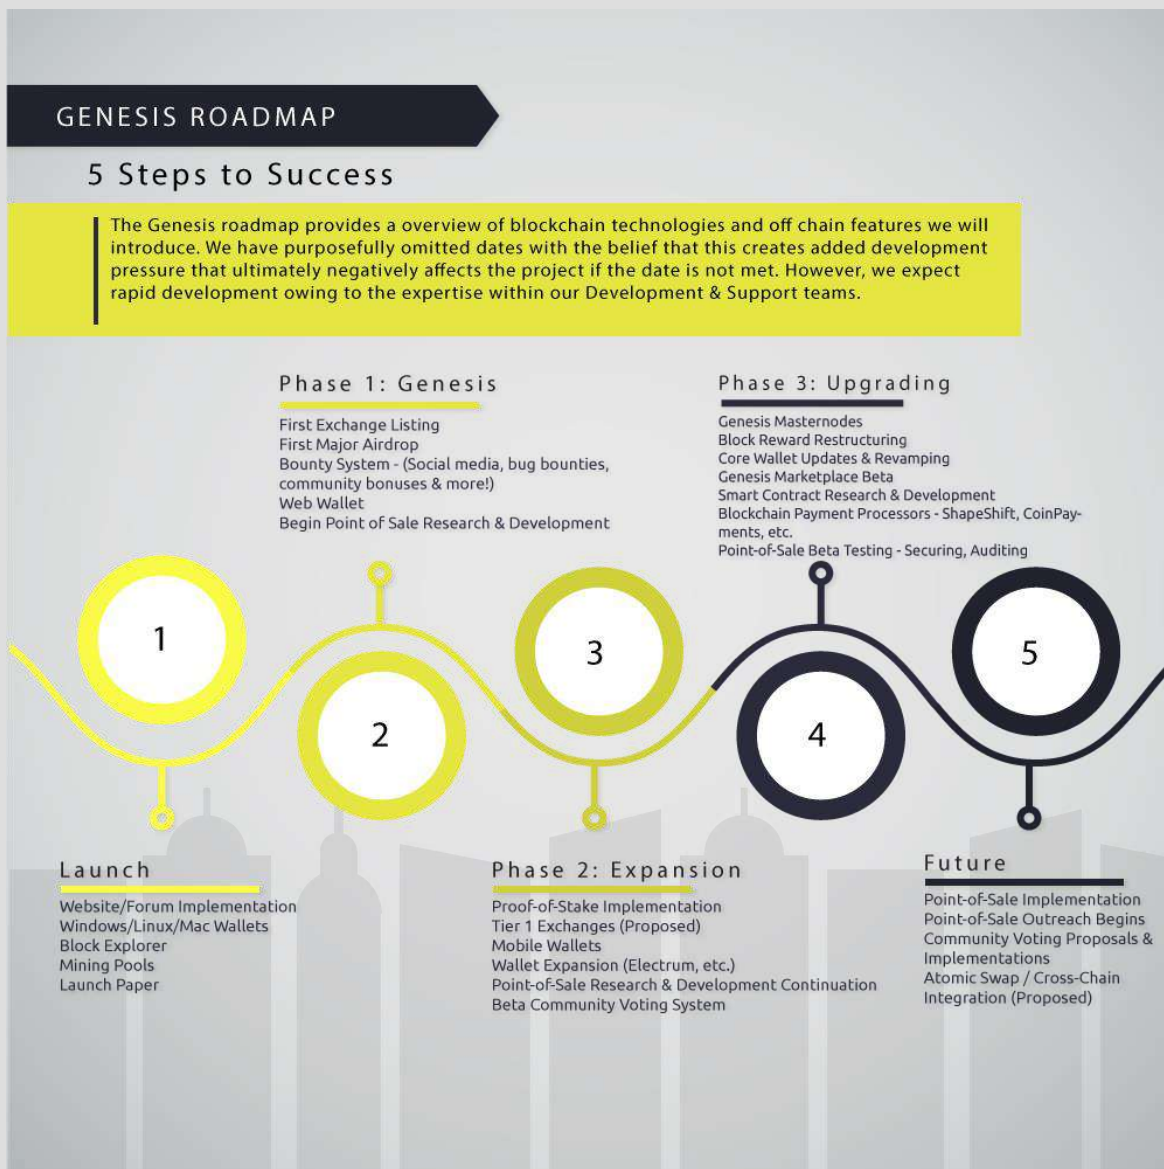 GENESIS ROADMAP
5 Steps to Success
The Genesis roadmap provides a overview of blockchain technologies and off chain features we will
introduce. We have purposefully omitted dates with the belief that this creates added development
pressure that ultimately negatively affects the project if the date is not met. However, we expect
rapid development owing to the expertise within our Development & Support teams.
Phase 1: Genesis
First Exchange Listing
First Major Airdrop
Bounty System - (Social media, bug bounties,
community bonuses & more!)
Web Wallet
Begin Point of Sale Research & Development
Phase 3: Upgrading
Genesis Masternodes
Block Reward Restructuring
Core Wallet Updates & Revamping
Genesis Marketplace Beta
Smart Contract Research & Development
Blockchain Payment Processors - ShapeShift, CoinPay-
ments, etc.
Point-of-Sale Beta Testing - Securing, Auditing
1
2
3
4
5
Launch
Website/Forum Implementation
Windows/Linux/Mac Wallets
Block Explorer
Mining Pools
Launch Paper
Phase 2: Expansion
Proof-of-Stake Implementation
Tier 1 Exchanges (Proposed)
Mobile Wallets
Wallet Expansion (Electrum, etc.)
Point-of-Sale Research & Development Continuation
Beta Community Voting System
Future
Point-of-Sale Implementation
Point-of-Sale Outreach Begins
Community Voting Proposals &
Implementations
Atomic Swap / Cross-Chain
Integration (Proposed)